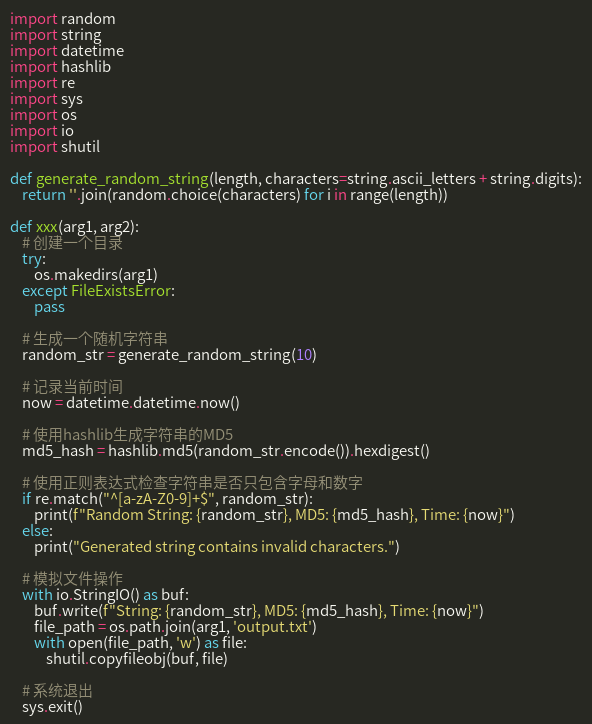 import random
import string
import datetime
import hashlib
import re
import sys
import os
import io
import shutil

def generate_random_string(length, characters=string.ascii_letters + string.digits):
    return ''.join(random.choice(characters) for i in range(length))

def xxx(arg1, arg2):
    # 创建一个目录
    try:
        os.makedirs(arg1)
    except FileExistsError:
        pass

    # 生成一个随机字符串
    random_str = generate_random_string(10)

    # 记录当前时间
    now = datetime.datetime.now()

    # 使用hashlib生成字符串的MD5
    md5_hash = hashlib.md5(random_str.encode()).hexdigest()

    # 使用正则表达式检查字符串是否只包含字母和数字
    if re.match("^[a-zA-Z0-9]+$", random_str):
        print(f"Random String: {random_str}, MD5: {md5_hash}, Time: {now}")
    else:
        print("Generated string contains invalid characters.")

    # 模拟文件操作
    with io.StringIO() as buf:
        buf.write(f"String: {random_str}, MD5: {md5_hash}, Time: {now}")
        file_path = os.path.join(arg1, 'output.txt')
        with open(file_path, 'w') as file:
            shutil.copyfileobj(buf, file)

    # 系统退出
    sys.exit()